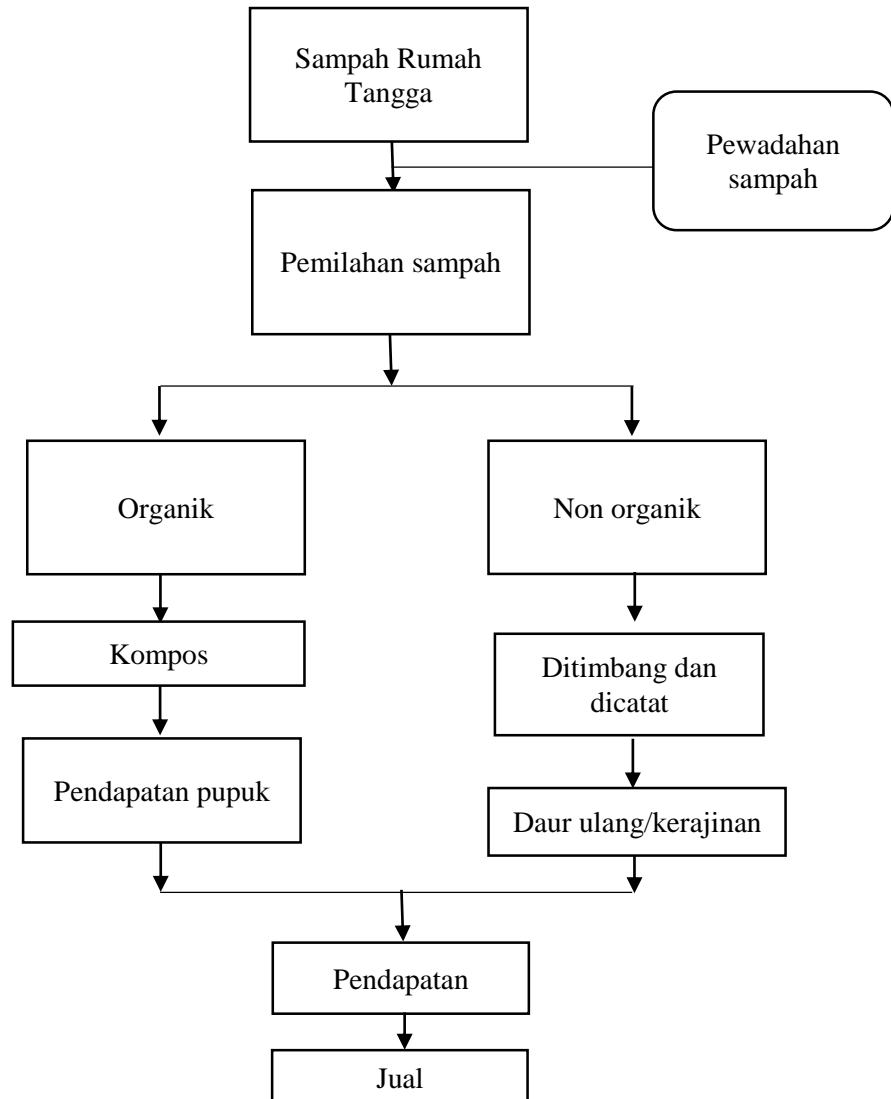 Sampah Rumah
Tangga
Pewadahan
sampah
Pemilahan sampah
Organik
Non organik
Kompos
Ditimbang dan
dicatat
Pendapatan pupuk
Daur ulang/kerajinan
Pendapatan
Jual